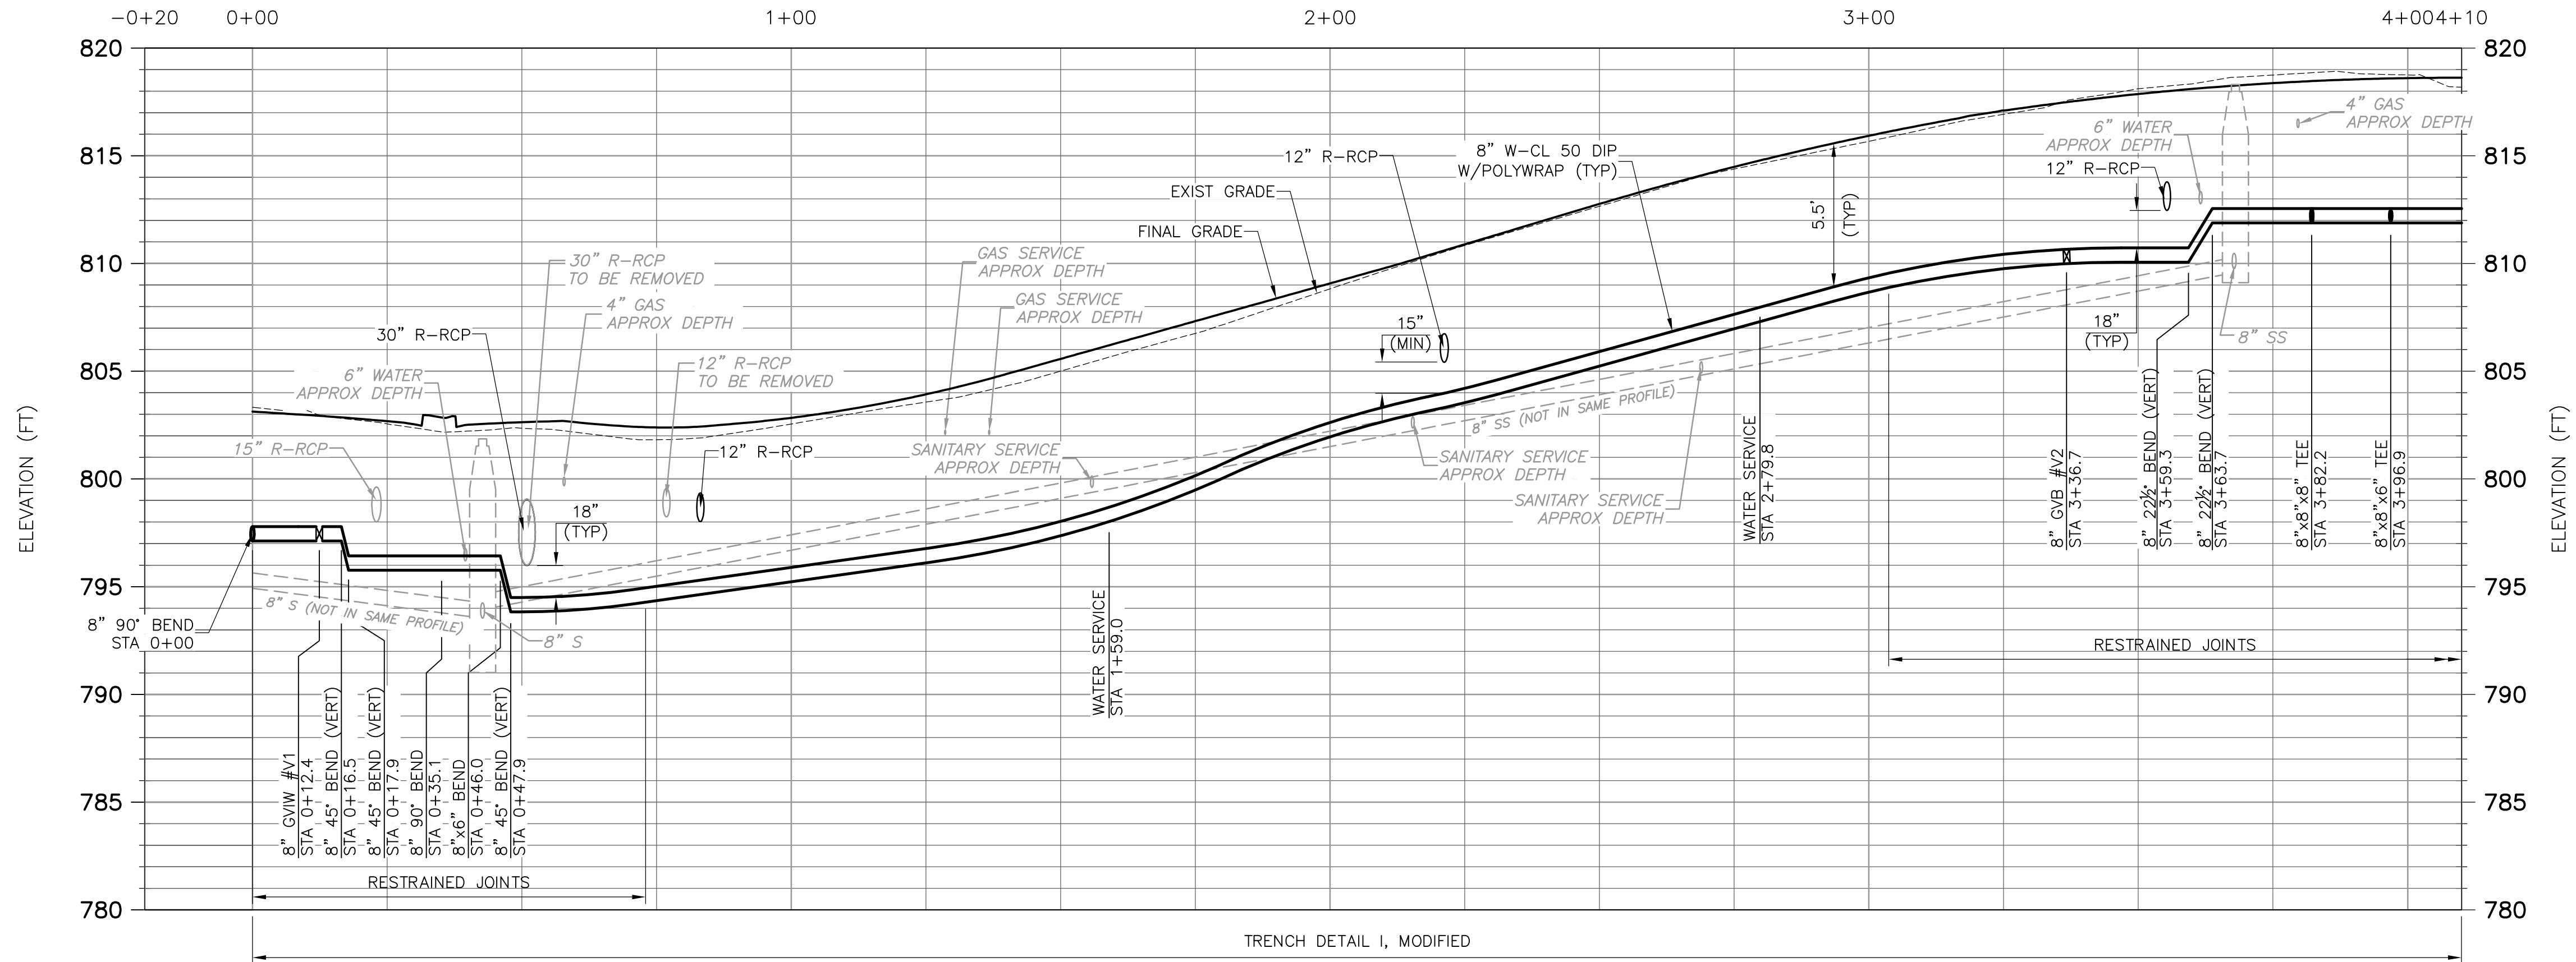 -0+20 0+00 1+00 2+00 3+00 4+00 4+10
820 820
815 815
810 810
805 805
800 800
795 795
790 790
785 785
780 780
ELEVATION (FT)
ELEVATION (FT)
4" GAS
APPROX DEPTH
6" WATER
APPROX DEPTH
12" R-RCP
12" R-RCP
8" W-CL 50 DIP
W/POLYWRAP (TYP)
EXIST GRADE
FINAL GRADE
5.5'
(TYP)
GAS SERVICE
APPROX DEPTH
GAS SERVICE
APPROX DEPTH
30" R-RCP
TO BE REMOVED
4" GAS
APPROX DEPTH
30" R-RCP
12" R-RCP
TO BE REMOVED
6" WATER
APPROX DEPTH
15"
(MIN)
18"
(TYP)
8" SS
15" R-RCP
12" R-RCP
SANITARY SERVICE
APPROX DEPTH
8" SS (NOT IN SAME PROFILE)
SANITARY SERVICE
APPROX DEPTH
SANITARY SERVICE
APPROX DEPTH
18"
(TYP)
8" S (NOT IN SAME PROFILE)
8" S
8" 90° BEND
STA 0+00
WATER SERVICE
STA 1+59.0
WATER SERVICE
STA 2+79.8
8" GVB #V2
STA 3+36.7
8" 22½° BEND (VERT)
STA 3+59.3
8" 22½° BEND (VERT)
STA 3+63.7
8"x8"x8" TEE
STA 3+82.2
8"x8"x6" TEE
STA 3+96.9
RESTRAINED JOINTS
8" GVIW #V1
STA 0+12.4
8" 45° BEND (VERT)
STA 0+16.5
8" 45° BEND (VERT)
STA 0+17.9
8" 90° BEND
STA 0+35.1
8"x6" BEND
STA 0+46.0
8" 45° BEND (VERT)
STA 0+47.9
RESTRAINED JOINTS
TRENCH DETAIL I, MODIFIED